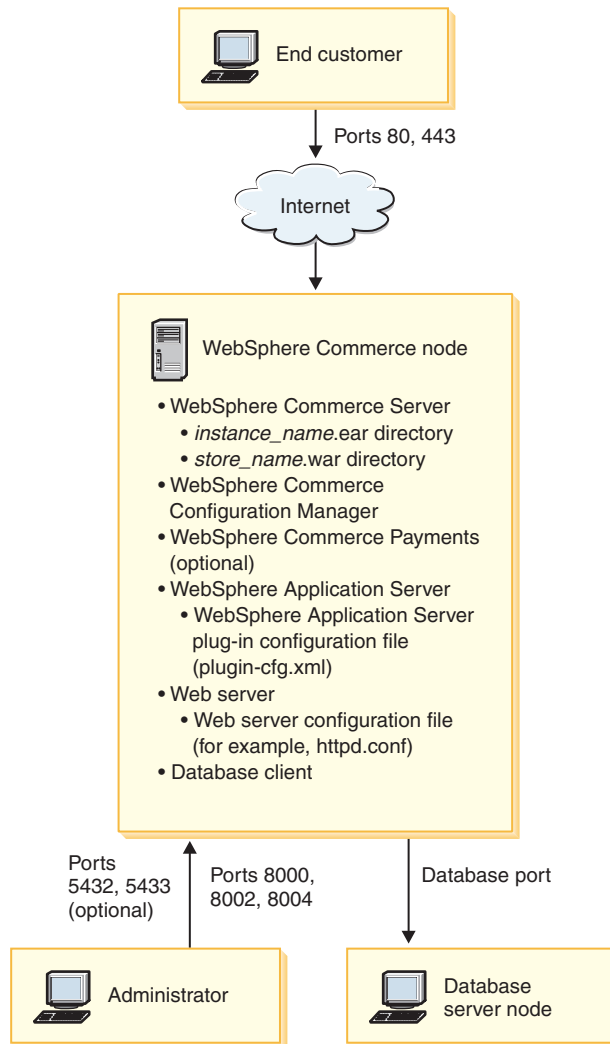 End customer
Ports 80, 443
Internet
WebSphere Commerce node
• WebSphere Commerce Server
• instance_name.ear directory
• store_name.war directory
• WebSphere Commerce
Configuration Manager
• WebSphere Commerce Payments
(optional)
• WebSphere Application Server
• WebSphere Application Server
plug-in configuration file
(plugin-cfg.xml)
• Web server
• Web server configuration file
(for example, httpd.conf)
• Database client
Ports
5432, 5433
(optional)
Ports 8000,
8002, 8004
Database port
Administrator
Database
server node